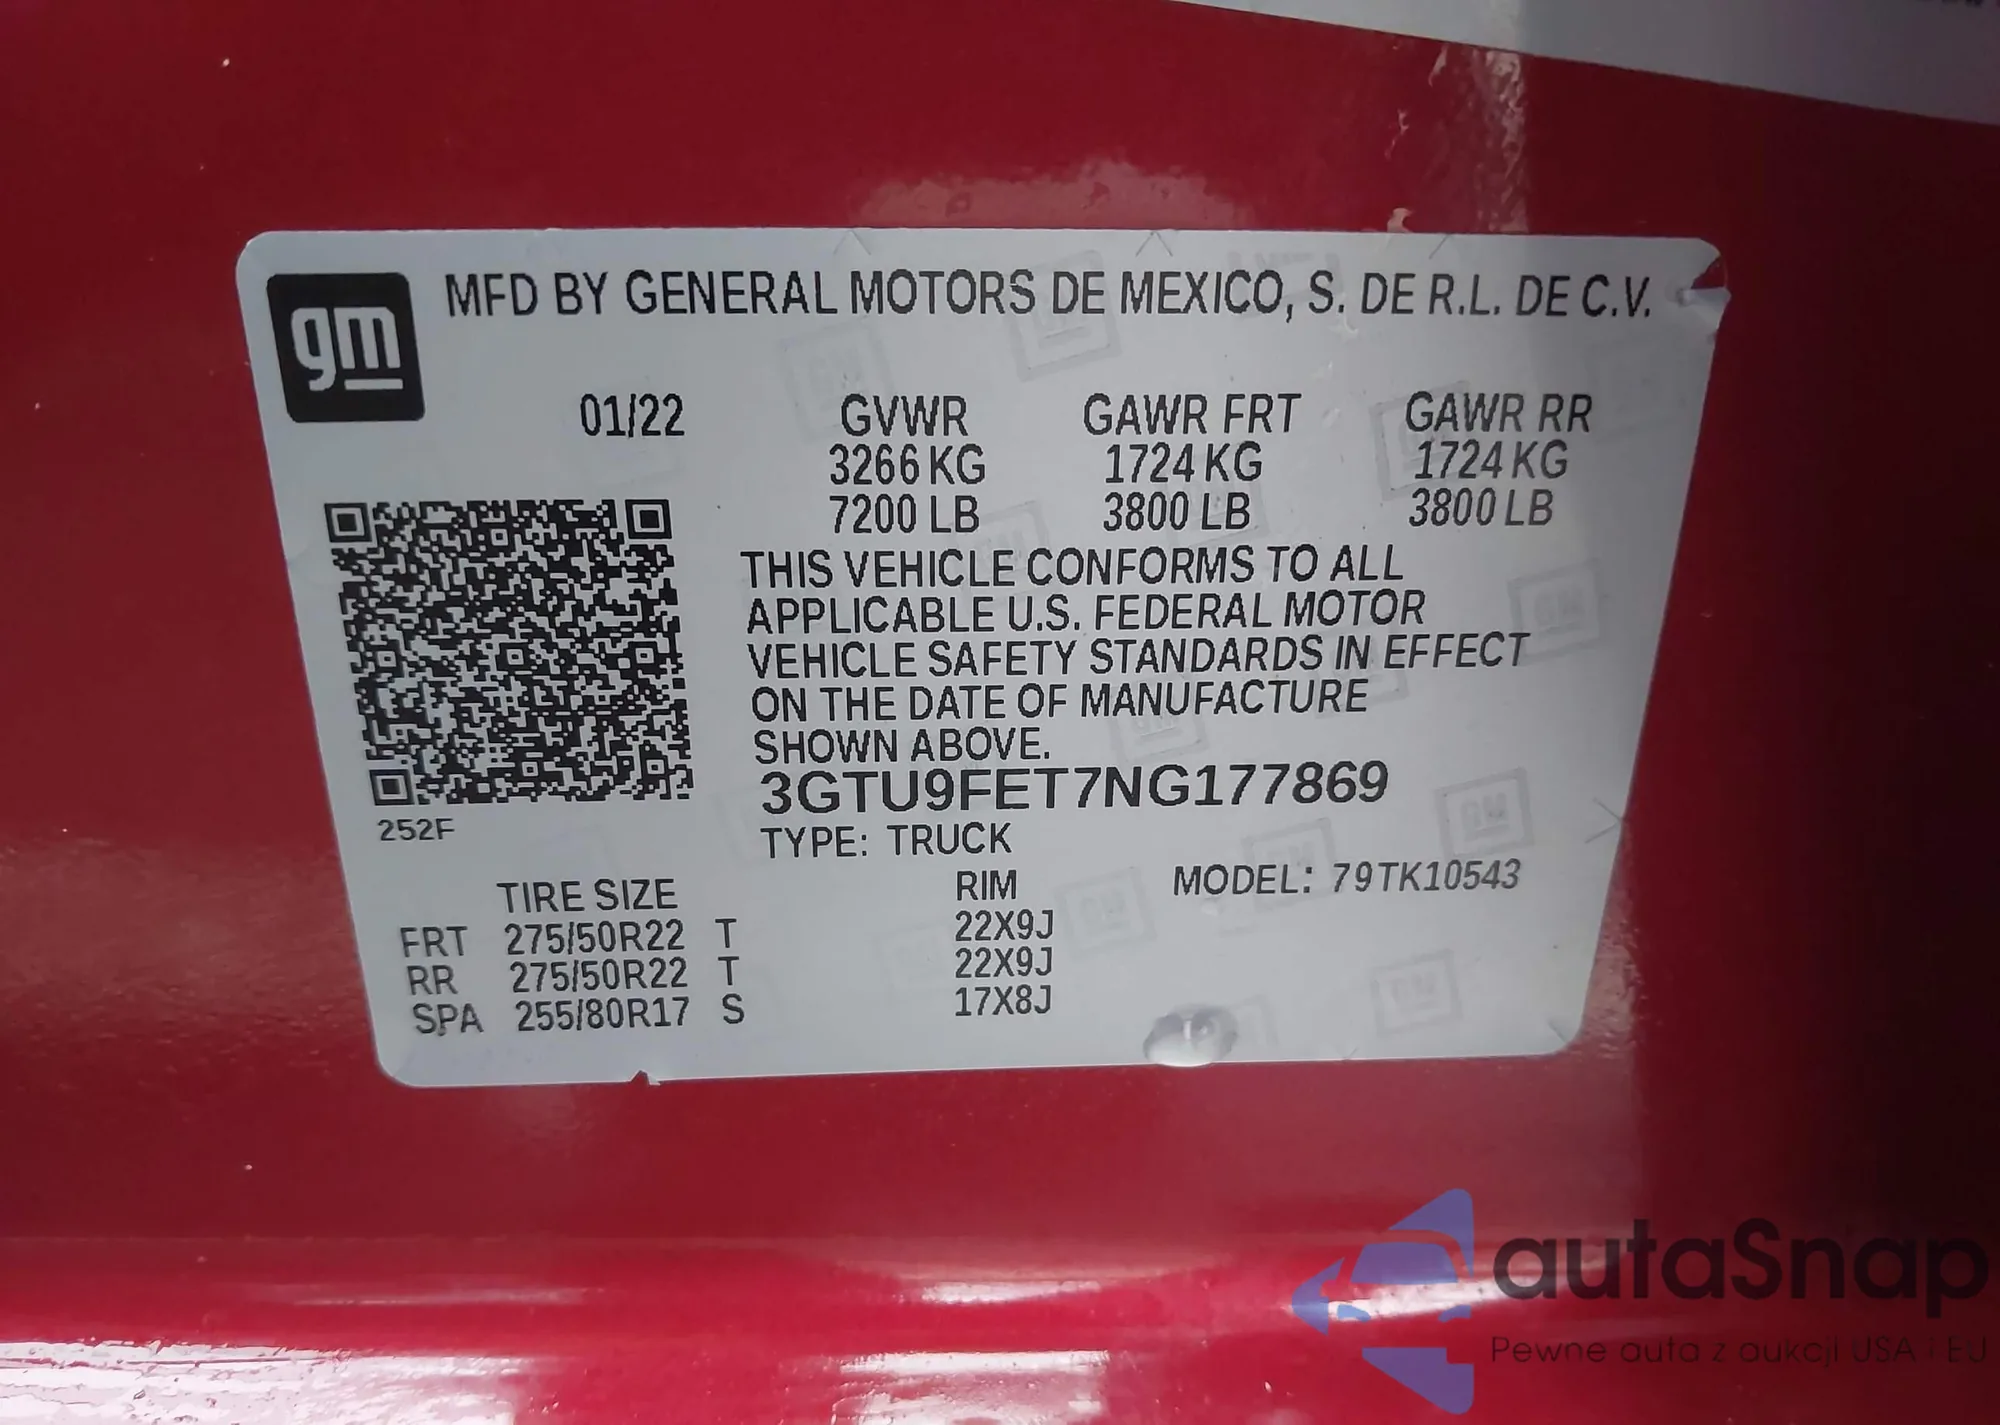 gm MFD BY GENERAL MOTORS DE MEXICO, S. DE R.L. DE C.V.
01/22 GVWR GAWR FRT GAWR RR
3266 KG 1724 KG 1724 KG
7200 LB 3800 LB 3800 LB
THIS VEHICLE CONFORMS TO ALL
APPLICABLE U.S. FEDERAL MOTOR
VEHICLE SAFETY STANDARDS IN EFFECT
ON THE DATE OF MANUFACTURE
SHOWN ABOVE.
3GTU9FET7NG177869
252F
TYPE: TRUCK
TIRE SIZE RIM MODEL: 79TK10543
FRT 275/50R22 T 22X9J
RR 275/50R22 T 22X9J
SPA 255/80R17 S 17X8J
autaSnap
Pewne auta z aukcji USA i EU